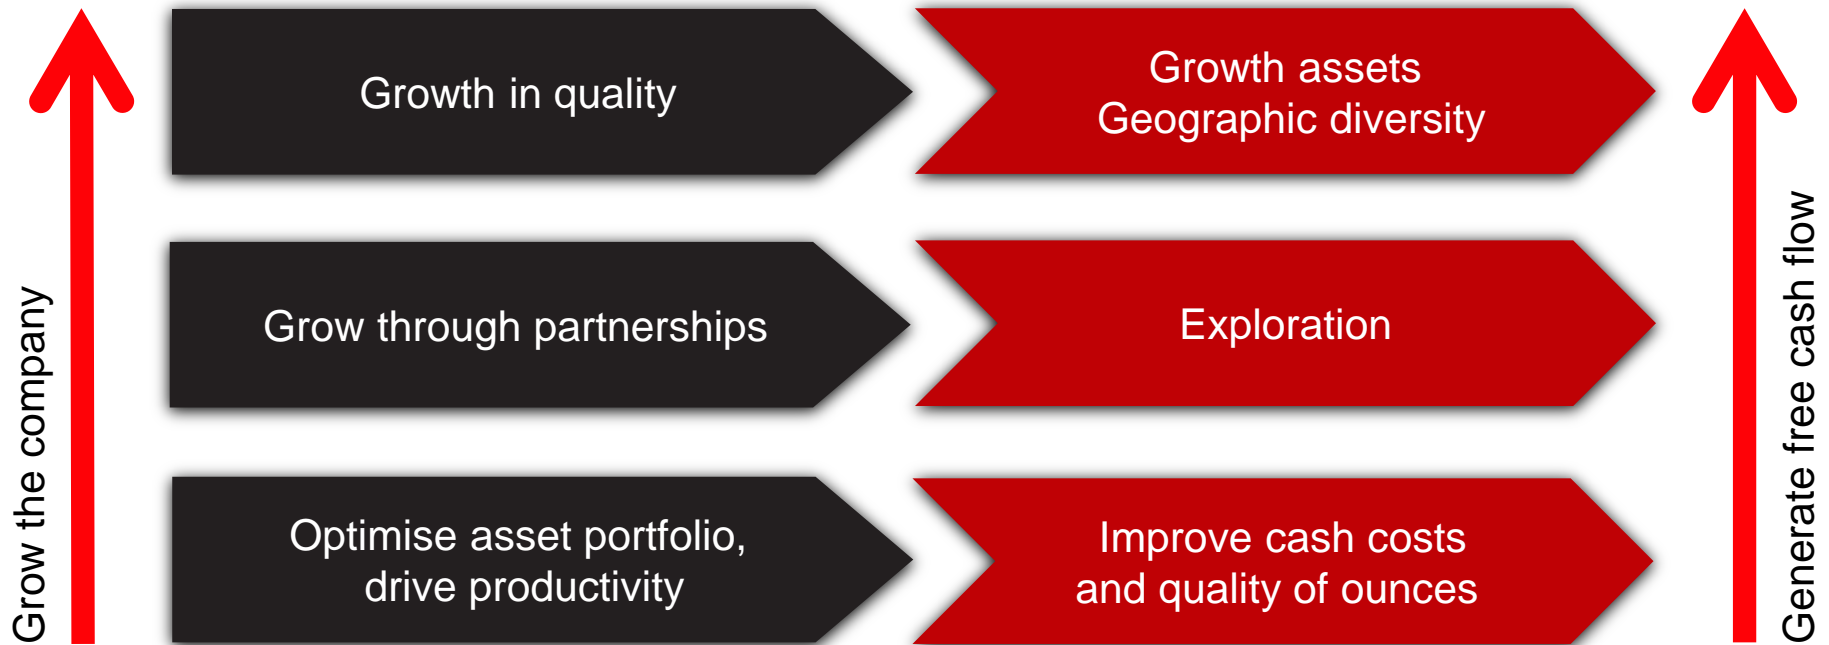 Grow the company
Growth in quality
Growth assets
Geographic diversity
Grow through partnerships
Exploration
Optimise asset portfolio,
drive productivity
Improve cash costs
and quality of ounces
Generate free cash flow